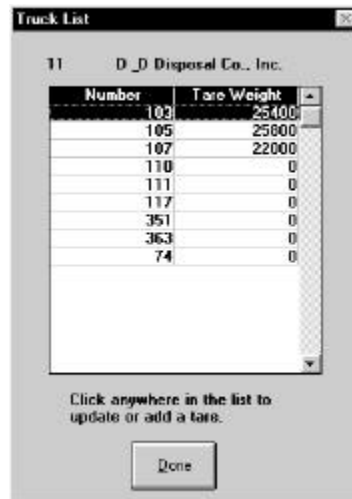 Truck List
11 D_D Disposal Co., Inc.
Number Tare Weight
103 25400
105 25800
107 22000
110 0
111 0
117 0
351 0
363 0
74 0
Click anywhere in the list to
update or add a tare.
Done